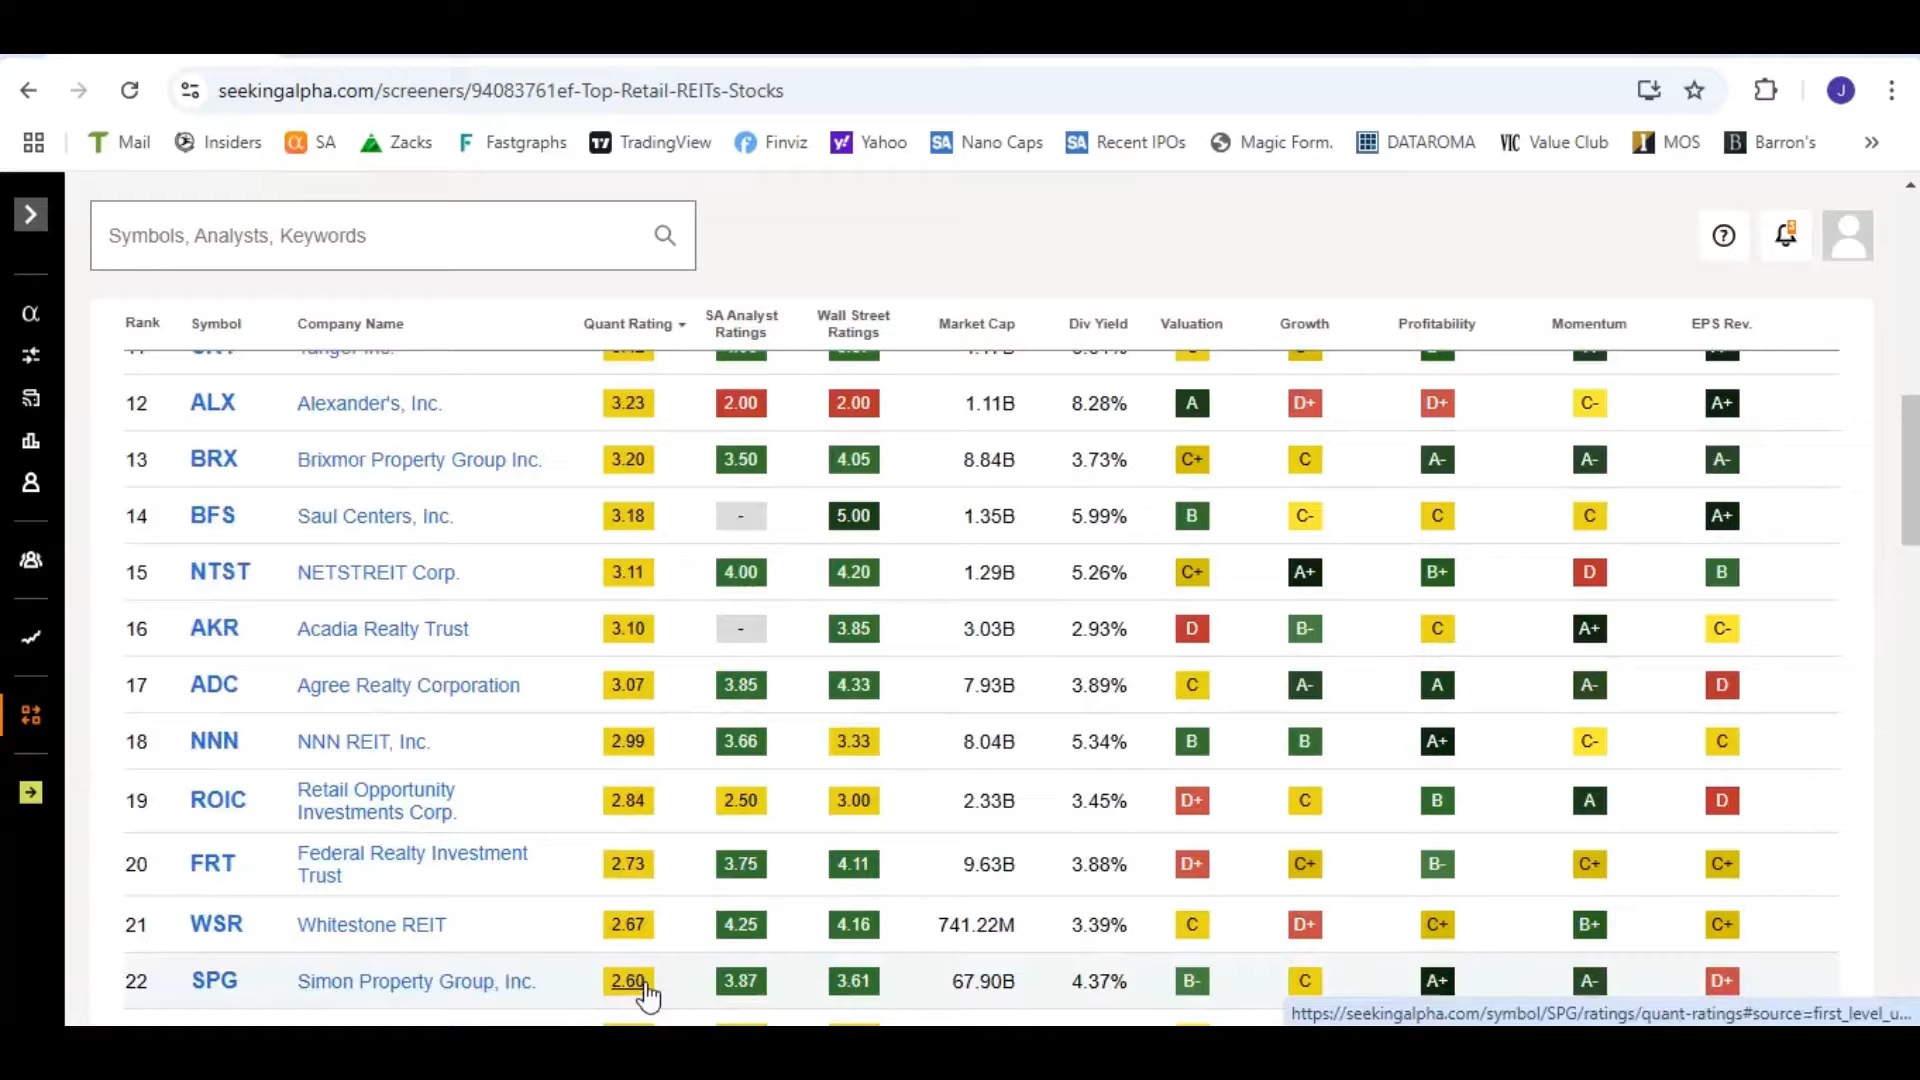 seekingalpha.com/screeners/94083761ef-Top-Retail-REITs-Stocks
J
Mail Insiders SA Zacks Fastgraphs TradingView Finviz Yahoo SA Nano Caps SA Recent IPOs Magic Form. DATAROMA VIC Value Club MOS B Barron's
Symbols, Analysts, Keywords
Rank Symbol Company Name Quant Rating SA Analyst Ratings Wall Street Ratings Market Cap Div Yield Valuation Growth Profitability Momentum EPS Rev.
12 ALX Alexander's, Inc. 3.23 2.00 2.00 1.11B 8.28% A D+ D+ C- A+
13 BRX Brixmor Property Group Inc. 3.20 3.50 4.05 8.84B 3.73% C+ C A- A- A-
14 BFS Saul Centers, Inc. 3.18 - 5.00 1.35B 5.99% B C- C C A+
15 NTST NETSTREIT Corp. 3.11 4.00 4.20 1.29B 5.26% C+ A+ B+ D B
16 AKR Acadia Realty Trust 3.10 - 3.85 3.03B 2.93% D B- C A+ C-
17 ADC Agree Realty Corporation 3.07 3.85 4.33 7.93B 3.89% C A- A A- D
18 NNN NNN REIT, Inc. 2.99 3.66 3.33 8.04B 5.34% B B A+ C- C
19 ROIC Retail Opportunity Investments Corp. 2.84 2.50 3.00 2.33B 3.45% D+ C B A D
20 FRT Federal Realty Investment Trust 2.73 3.75 4.11 9.63B 3.88% D+ C+ B- C+ C+
21 WSR Whitestone REIT 2.67 4.25 4.16 741.22M 3.39% C D+ C+ B+ C+
22 SPG Simon Property Group, Inc. 2.60 3.87 3.61 67.90B 4.37% B- C A+ A- D+
https://seekingalpha.com/symbol/SPG/ratings/quant-ratings#source=first_level_u...